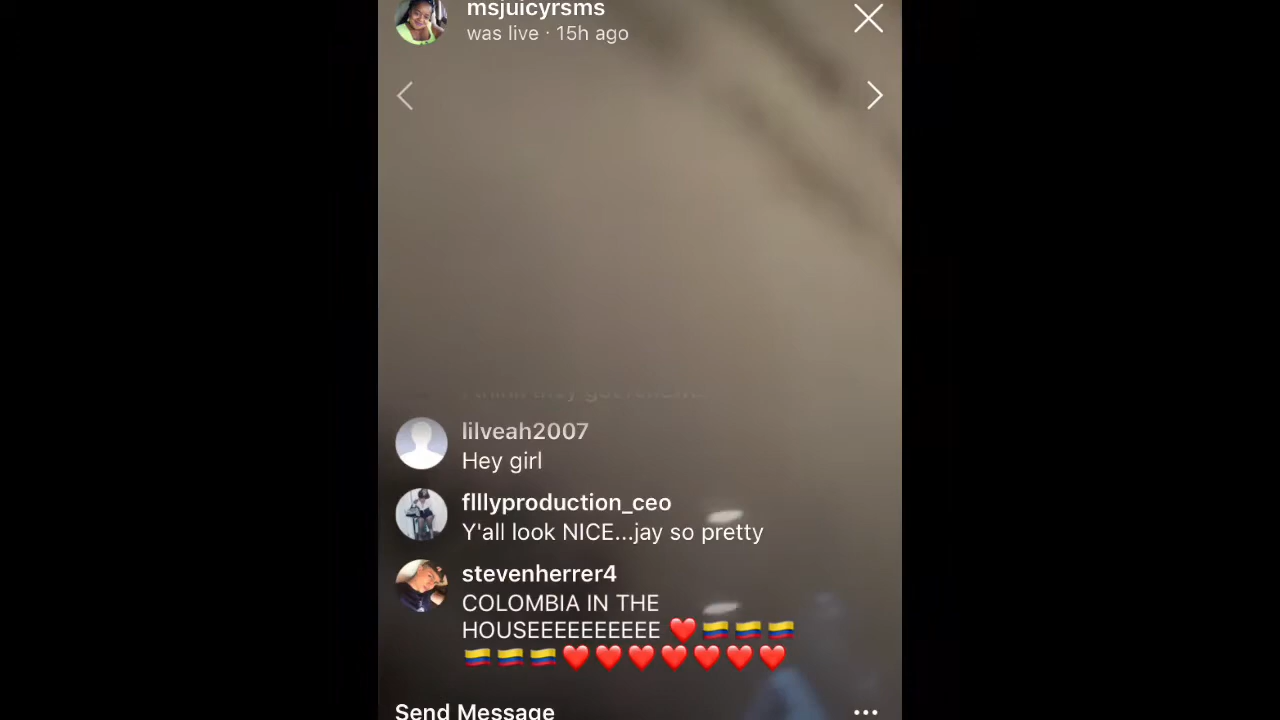 msjuicyrsms
was live · 15h ago
lilveah2007
Hey girl
flllyproduction_ceo
Y'all look NICE...jay so pretty
stevenherrer4
COLOMBIA IN THE
HOUSEEEEEEEEEE ❤️🇨🇴🇨🇴🇨🇴
🇨🇴🇨🇴🇨🇴❤️❤️❤️❤️❤️❤️❤️
Send Message